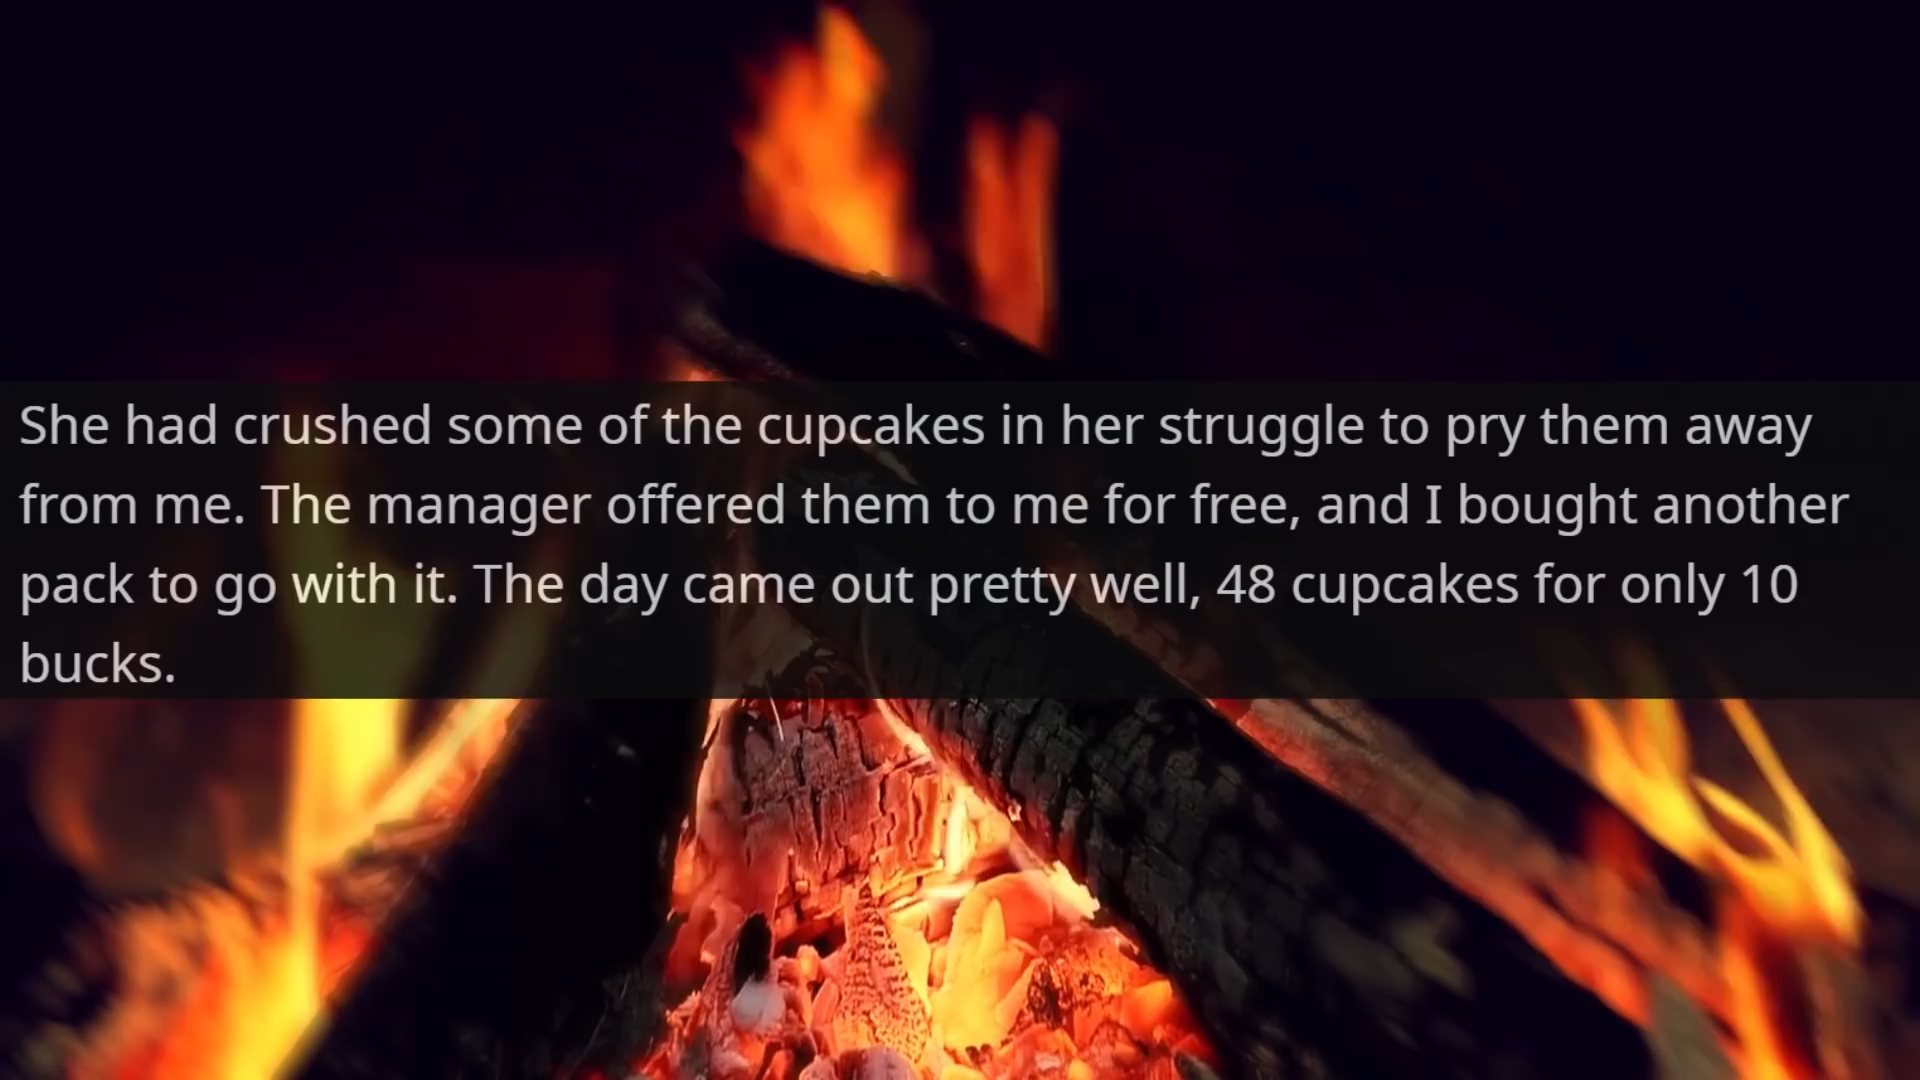 She had crushed some of the cupcakes in her struggle to pry them away
from me. The manager offered them to me for free, and I bought another
pack to go with it. The day came out pretty well, 48 cupcakes for only 10
bucks.